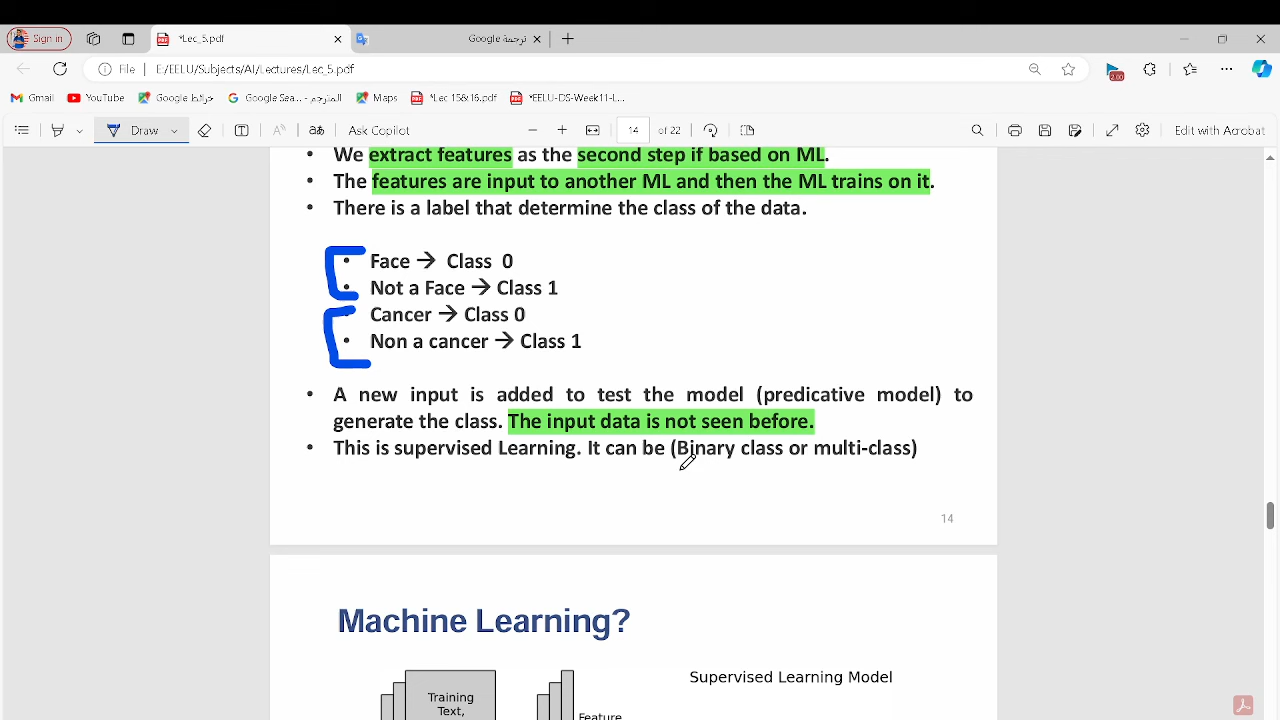 Sign in
*Lec_5.pdf
ترجمة Google
File
E:/EELU/Subjects/AI/Lectures/Lec_5.pdf
2.00
Gmail
YouTube
Maps
*Lec 15&16.pdf
*EELU-DS-Week11-L...
Draw
Ask Copilot
14
of 22
Edit with Acrobat
• We extract features as the second step if based on ML.
• The features are input to another ML and then the ML trains on it.
• There is a label that determine the class of the data.
• Face → Class 0
• Not a Face → Class 1
Cancer → Class 0
• Non a cancer → Class 1
• A new input is added to test the model (predicative model) to
generate the class. The input data is not seen before.
• This is supervised Learning. It can be (Binary class or multi-class)
14
Machine Learning?
Supervised Learning Model
Training
Text,
Feature